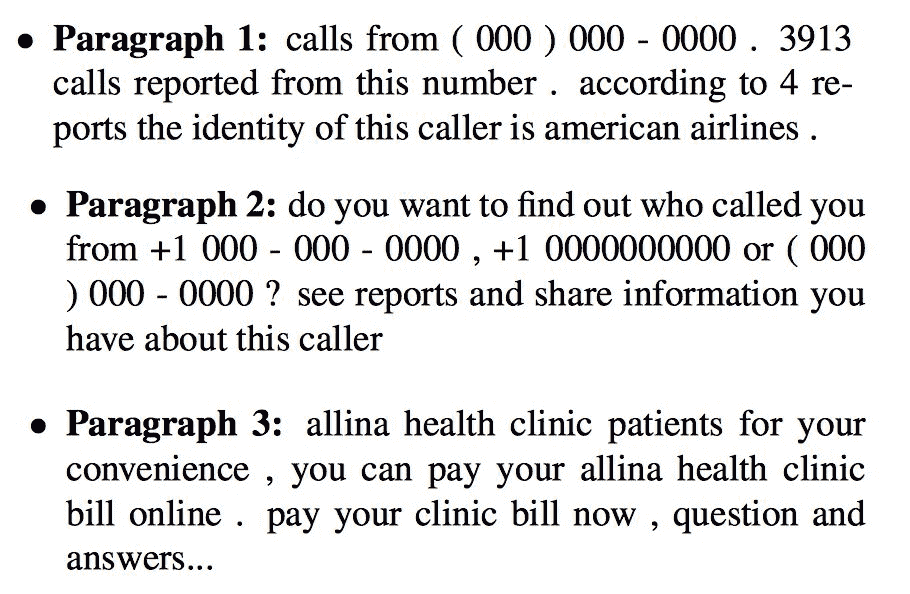 • Paragraph 1: calls from ( 000 ) 000 - 0000 . 3913
calls reported from this number . according to 4 re-
ports the identity of this caller is american airlines .
• Paragraph 2: do you want to find out who called you
from +1 000 - 000 - 0000 , +1 0000000000 or ( 000
) 000 - 0000 ? see reports and share information you
have about this caller
• Paragraph 3: allina health clinic patients for your
convenience , you can pay your allina health clinic
bill online . pay your clinic bill now , question and
answers...